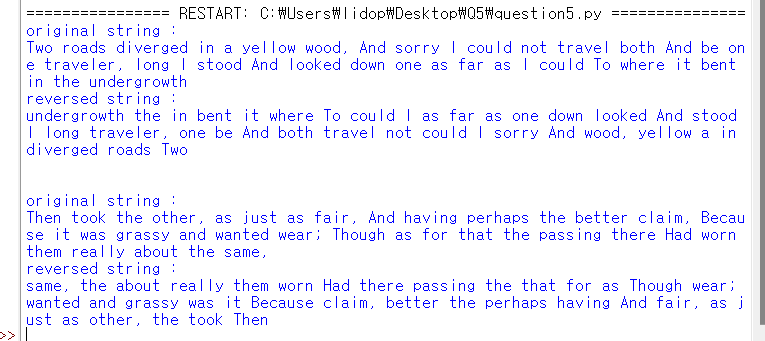 ================ RESTART: C:₩Users₩lidop₩Desktop₩Q5₩question5.py ===============
original string :
Two roads diverged in a yellow wood, And sorry I could not travel both And be on
e traveler, long I stood And looked down one as far as I could To where it bent
in the undergrowth
reversed string :
undergrowth the in bent it where To could I as far as one down looked And stood
I long traveler, one be And both travel not could I sorry And wood, yellow a in
diverged roads Two
original string :
Then took the other, as just as fair, And having perhaps the better claim, Becau
se it was grassy and wanted wear; Though as for that the passing there Had worn
them really about the same,
reversed string :
same, the about really them worn Had there passing the that for as Though wear;
wanted and grassy was it Because claim, better the perhaps having And fair, as j
ust as other, the took Then
>>